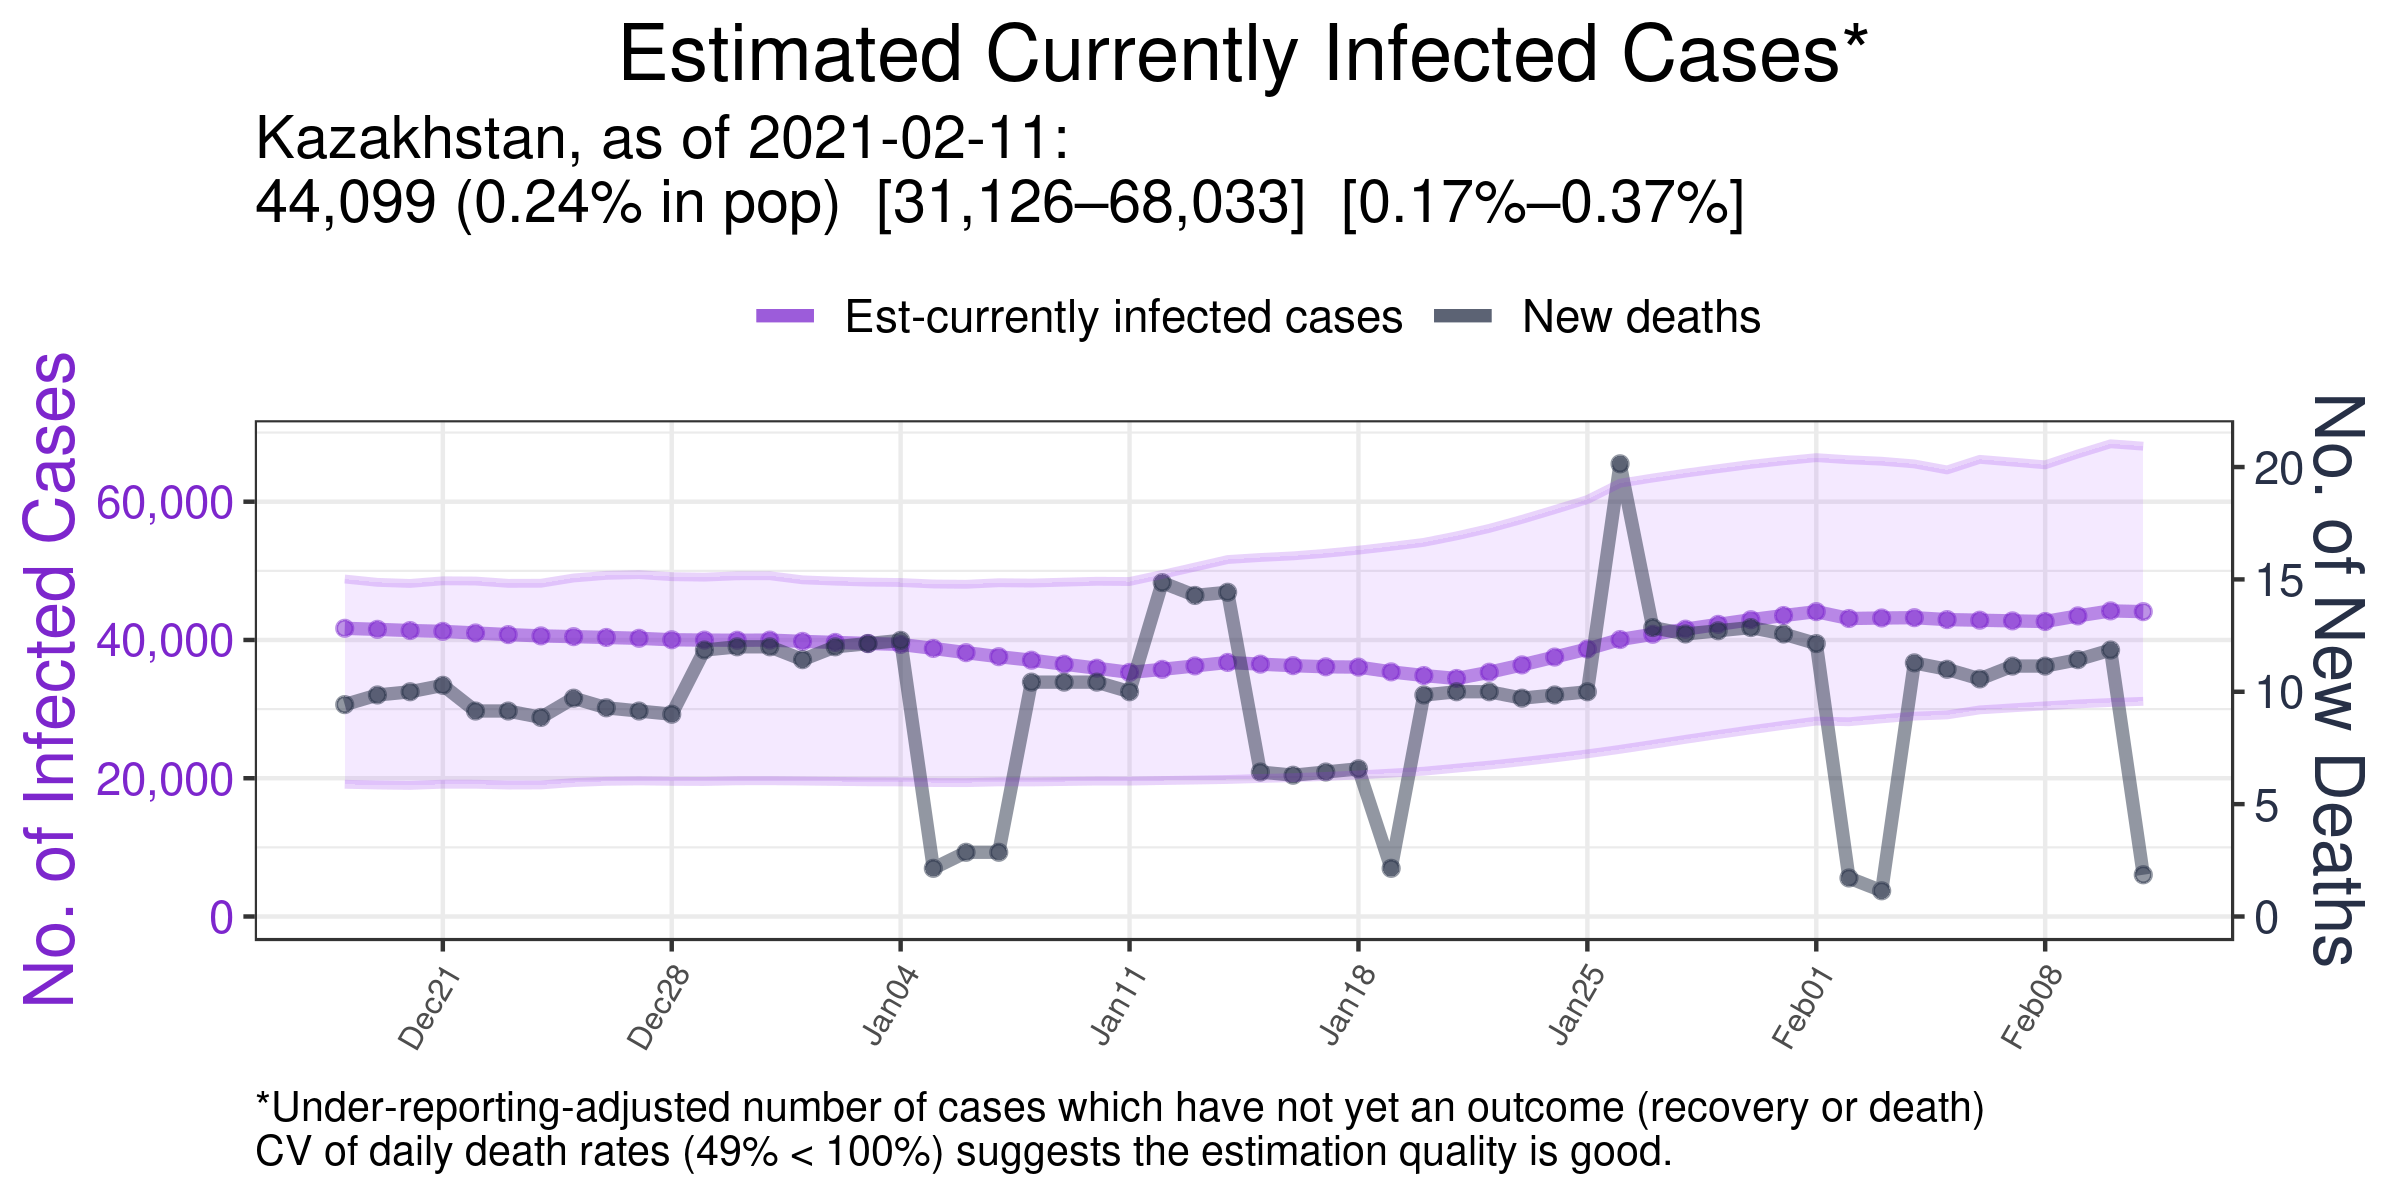 Estimated Currently Infected Cases*
Kazakhstan, as of 2021-02-11:
44,099 (0.24% in pop)  [31,126–68,033]  [0.17%–0.37%]
Est-currently infected cases
New deaths
No. of Infected Cases
60,000
40,000
20,000
0
20
15
10
5
0
No. of New Deaths
Dec21
Dec28
Jan04
Jan11
Jan18
Jan25
Feb01
Feb08
*Under-reporting-adjusted number of cases which have not yet an outcome (recovery or death)
CV of daily death rates (49% < 100%) suggests the estimation quality is good.